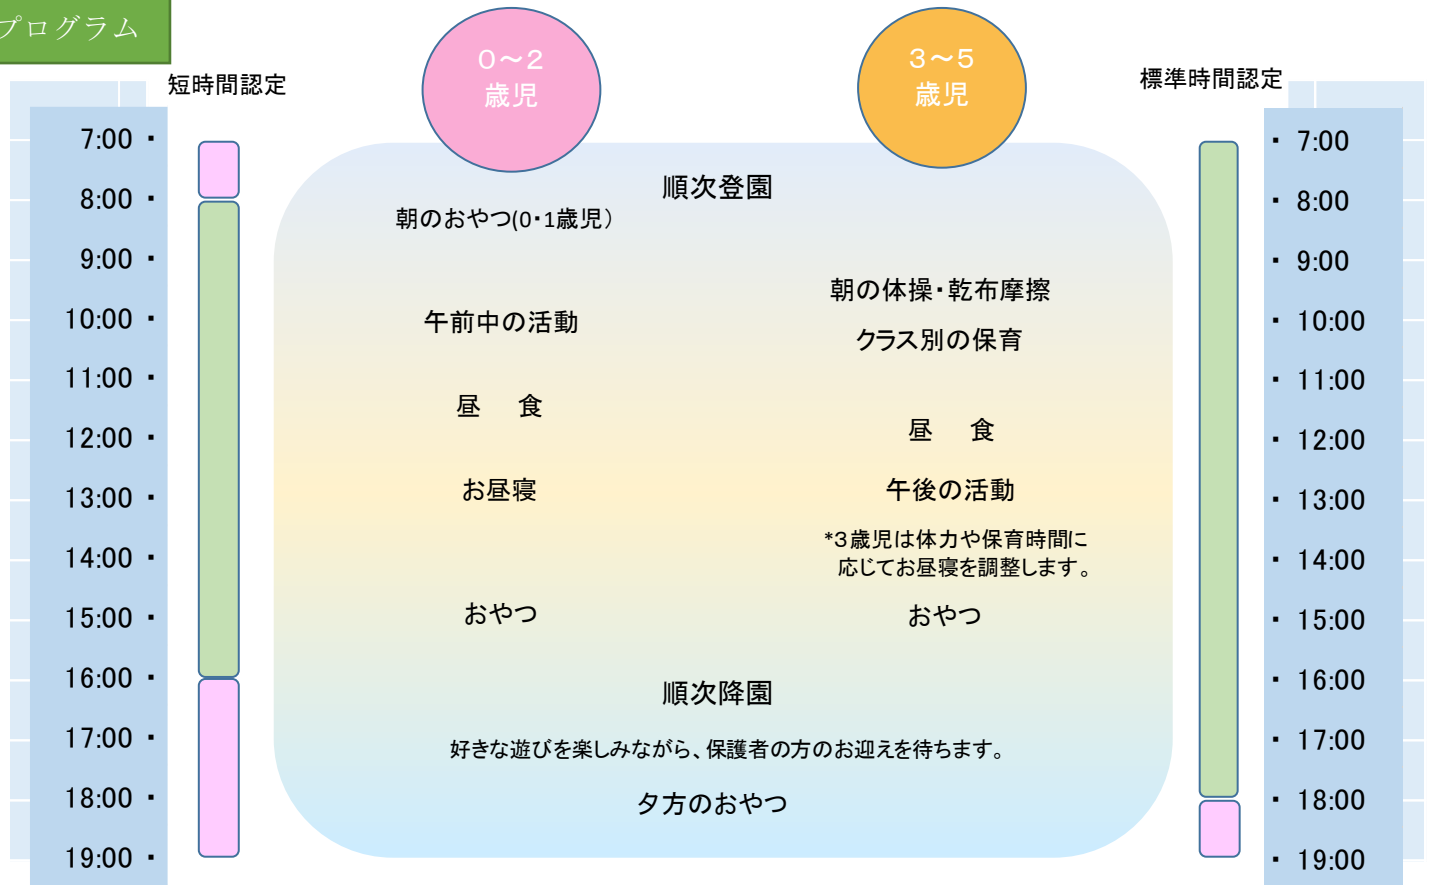 プログラム
0～2
歳児
3～5
歳児
短時間認定
標準時間認定
7:00
8:00
9:00
10:00
11:00
12:00
13:00
14:00
15:00
16:00
17:00
18:00
19:00
順次登園
朝のおやつ(0・1歳児)
朝の体操・乾布摩擦
午前中の活動
クラス別の保育
昼　食
昼　食
お昼寝
午後の活動
*3歳児は体力や保育時間に
応じてお昼寝を調整します。
おやつ
おやつ
順次降園
好きな遊びを楽しみながら、保護者の方のお迎えを待ちます。
夕方のおやつ
・ 7:00
・ 8:00
・ 9:00
・ 10:00
・ 11:00
・ 12:00
・ 13:00
・ 14:00
・ 15:00
・ 16:00
・ 17:00
・ 18:00
・ 19:00